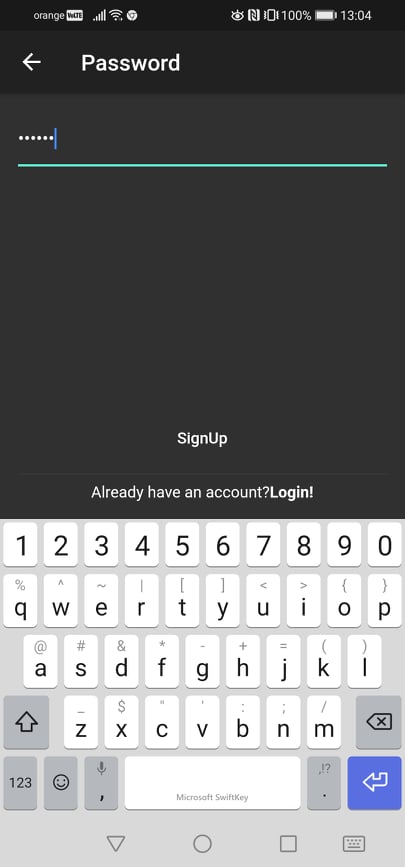 orange VoLTE 100% 13:04
Password
••••••
SignUp
Already have an account?Login!
1 2 3 4 5 6 7 8 9 0
% ^ ~ | [ ] < > { }
q w e r t y u i o p
@ # & * - + = ( )
a s d f g h j k l
_ $ " ' : ; /
z x c v b n m
,!?
123 , Microsoft SwiftKey .